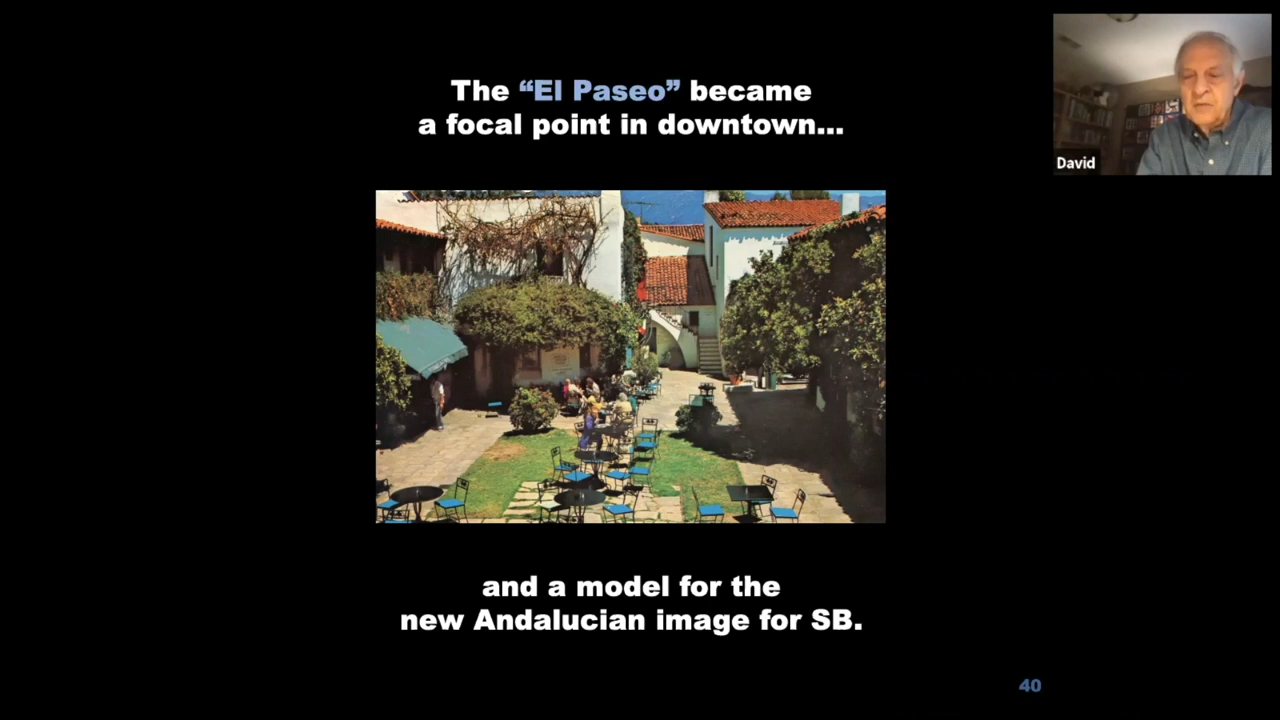 The “El Paseo” became
a focal point in downtown...
David
and a model for the
new Andalucian image for SB.
40